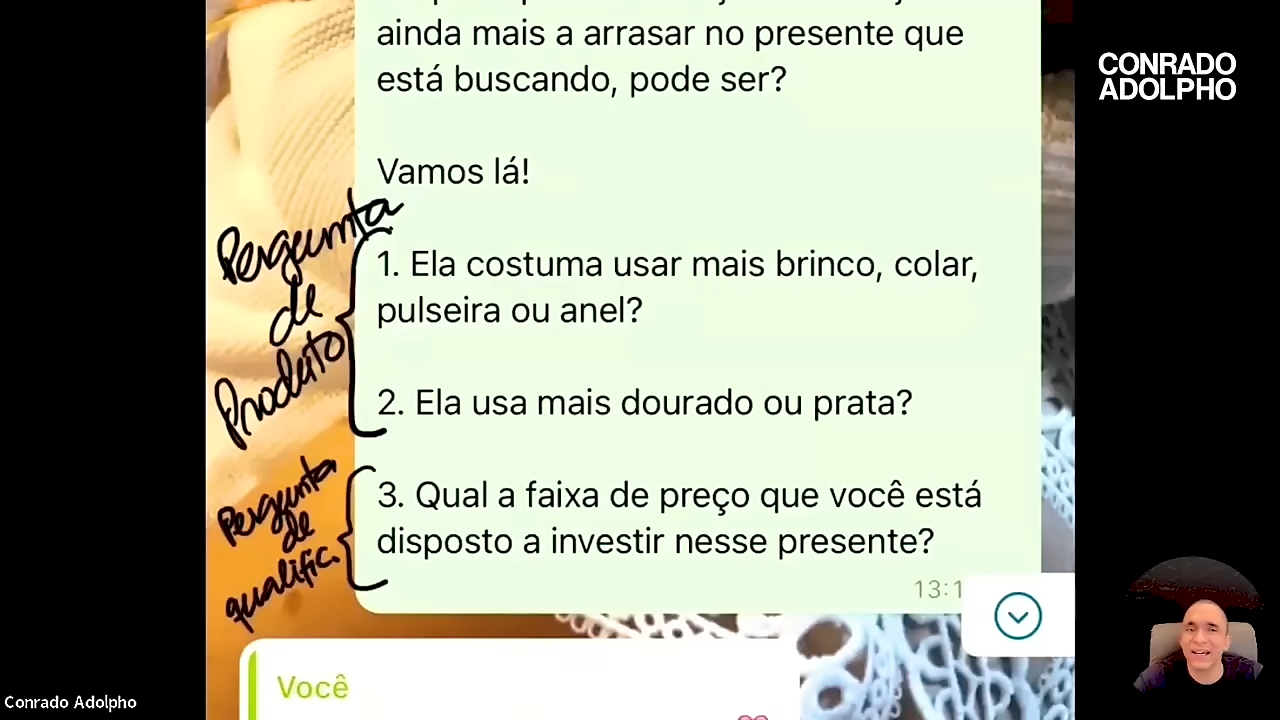 ainda mais a arrasar no presente que
está buscando, pode ser?
Vamos lá!
1. Ela costuma usar mais brinco, colar,
pulseira ou anel?
2. Ela usa mais dourado ou prata?
3. Qual a faixa de preço que você está
disposto a investir nesse presente?
13:1
Você
Pergunta
de
Produto
Pergunta
de
qualific.
CONRADO
ADOLPHO
Conrado Adolpho